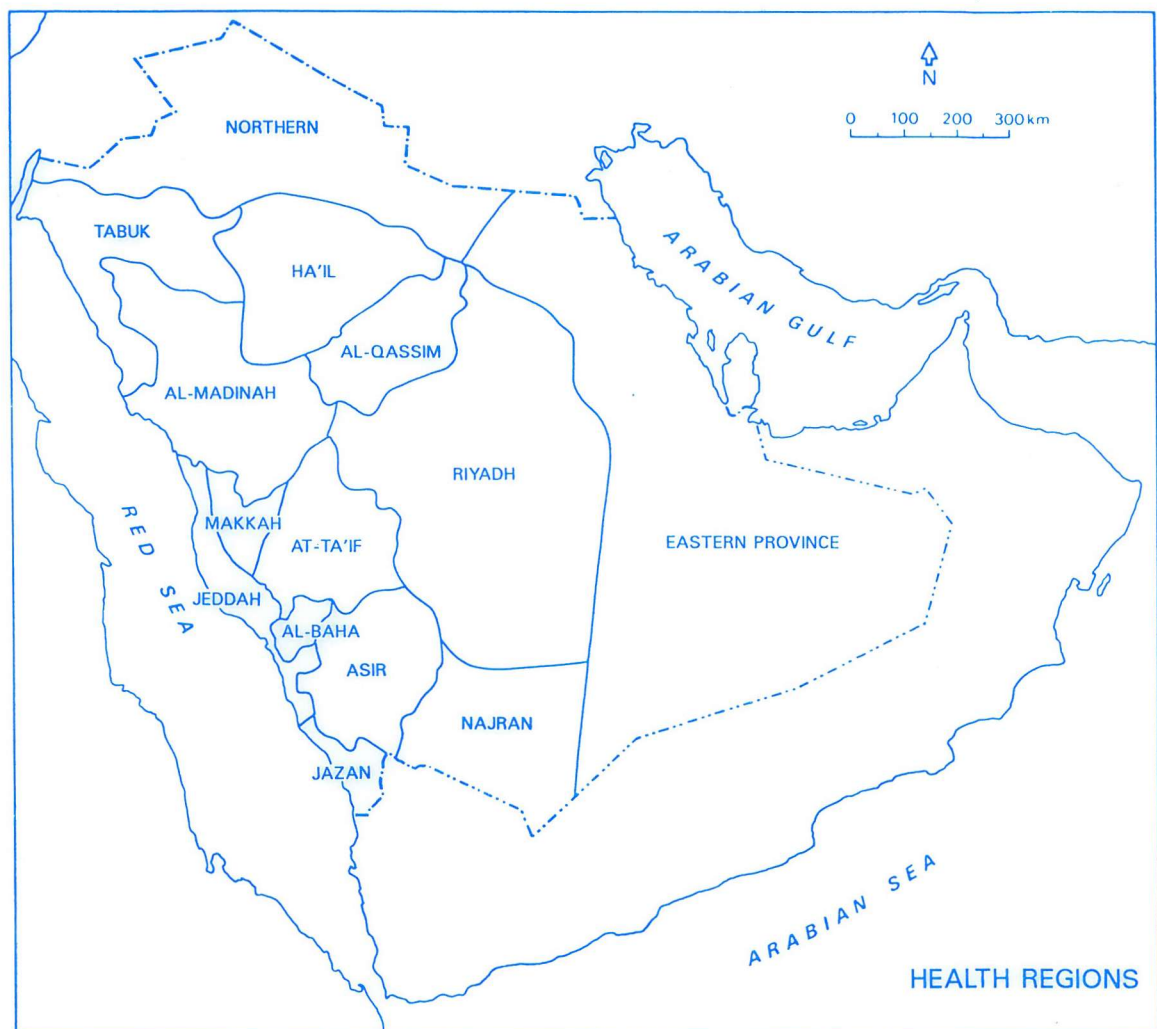 N
0 100 200 300 km
NORTHERN
TABUK
HA'IL
ARABIAN GULF
AL-QASSIM
AL-MADINAH
RIYADH
RED SEA
MAKKAH
AT-TA'IF
EASTERN PROVINCE
JEDDAH
AL-BAHA
ASIR
NAJRAN
JAZAN
ARABIAN SEA
HEALTH REGIONS